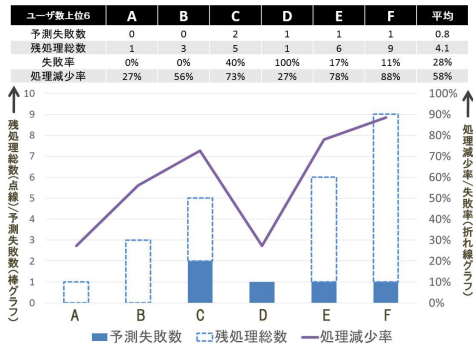 ユーザ数上位6 A B C D E F 平均
予測失敗数 0 0 2 1 1 1 0.8
残処理総数 1 3 5 1 6 9 4.1
失敗率 0% 0% 40% 100% 17% 11% 28%
処理減少率 27% 56% 73% 27% 78% 88% 58%
残処理総数(点線)/予測失敗数(棒グラフ)
10
9
8
7
6
5
4
3
2
1
0
100%
90%
80%
70%
60%
50%
40%
30%
20%
10%
0%
処理減少率/失敗率(折れ線グラフ)
A B C D E F
予測失敗数 残処理総数 処理減少率